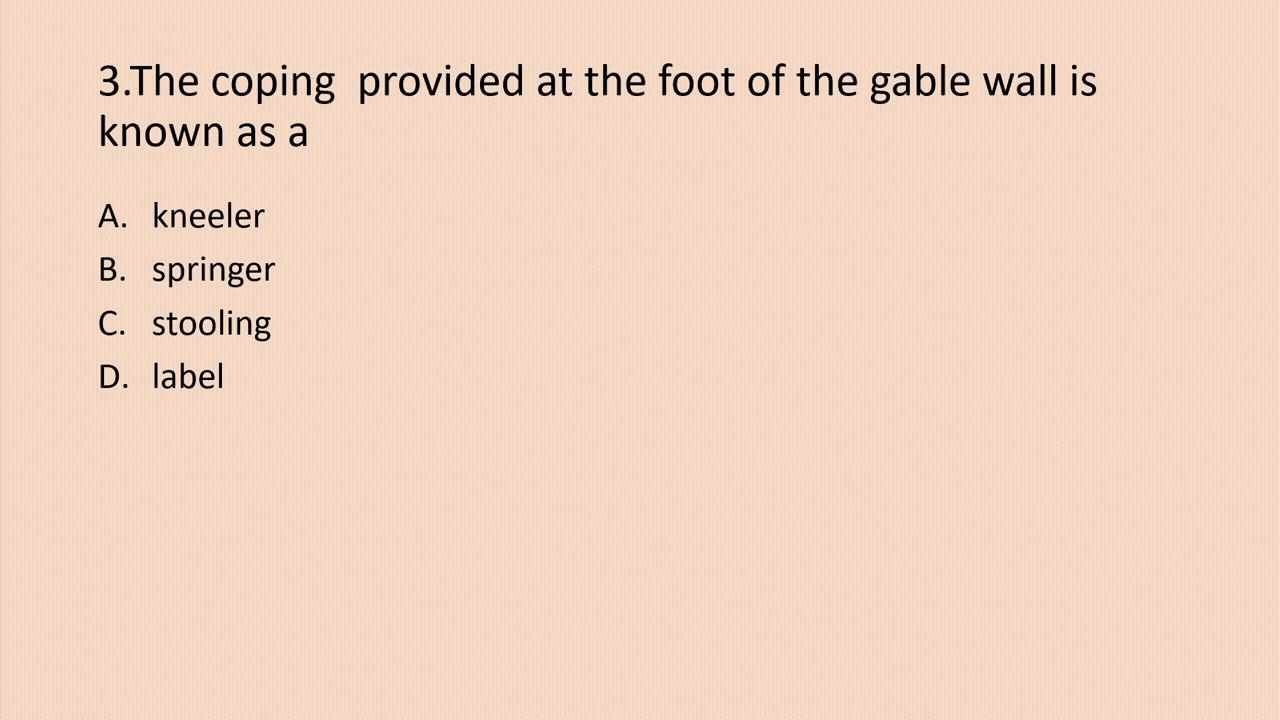 3.The coping  provided at the foot of the gable wall is
known as a
A. kneeler
B. springer
C. stooling
D. label